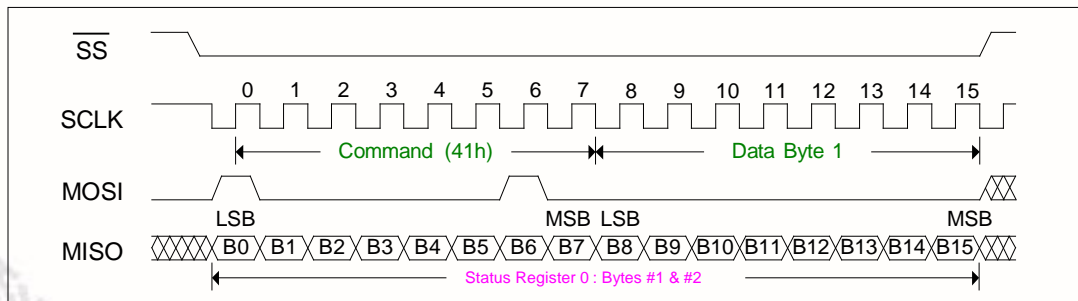 SS
0 1 2 3 4 5 6 7 8 9 10 11 12 13 14 15
SCLK
Command (41h) Data Byte 1
MOSI
LSB MSB LSB MSB
MISO B0 B1 B2 B3 B4 B5 B6 B7 B8 B9 B10 B11 B12 B13 B14 B15
Status Register 0 : Bytes #1 & #2